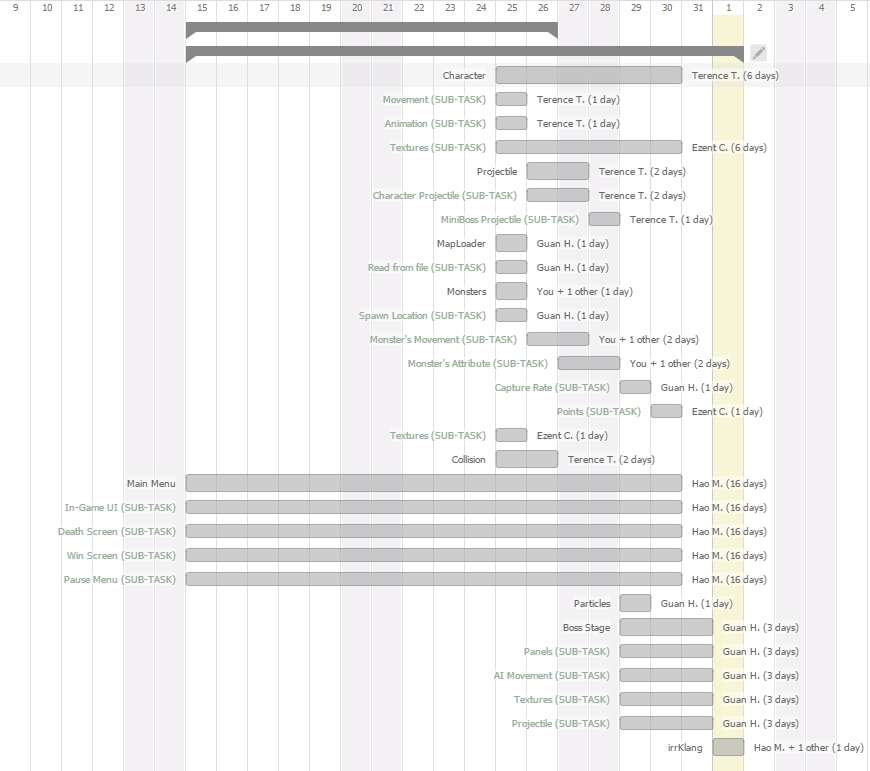 9 10 11 12 13 14 15 16 17 18 19 20 21 22 23 24 25 26 27 28 29 30 31 1 2 3 4 5
Character Terence T. (6 days)
Movement (SUB-TASK) Terence T. (1 day)
Animation (SUB-TASK) Terence T. (1 day)
Textures (SUB-TASK) Ezent C. (6 days)
Projectile Terence T. (2 days)
Character Projectile (SUB-TASK) Terence T. (2 days)
MiniBoss Projectile (SUB-TASK) Terence T. (1 day)
MapLoader Guan H. (1 day)
Read from file (SUB-TASK) Guan H. (1 day)
Monsters You + 1 other (1 day)
Spawn Location (SUB-TASK) Guan H. (1 day)
Monster's Movement (SUB-TASK) You + 1 other (2 days)
Monster's Attribute (SUB-TASK) You + 1 other (2 days)
Capture Rate (SUB-TASK) Guan H. (1 day)
Points (SUB-TASK) Ezent C. (1 day)
Textures (SUB-TASK) Ezent C. (1 day)
Collision Terence T. (2 days)
Main Menu Hao M. (16 days)
In-Game UI (SUB-TASK) Hao M. (16 days)
Death Screen (SUB-TASK) Hao M. (16 days)
Win Screen (SUB-TASK) Hao M. (16 days)
Pause Menu (SUB-TASK) Hao M. (16 days)
Particles Guan H. (1 day)
Boss Stage Guan H. (3 days)
Panels (SUB-TASK) Guan H. (3 days)
AI Movement (SUB-TASK) Guan H. (3 days)
Textures (SUB-TASK) Guan H. (3 days)
Projectile (SUB-TASK) Guan H. (3 days)
irrKlang Hao M. + 1 other (1 day)